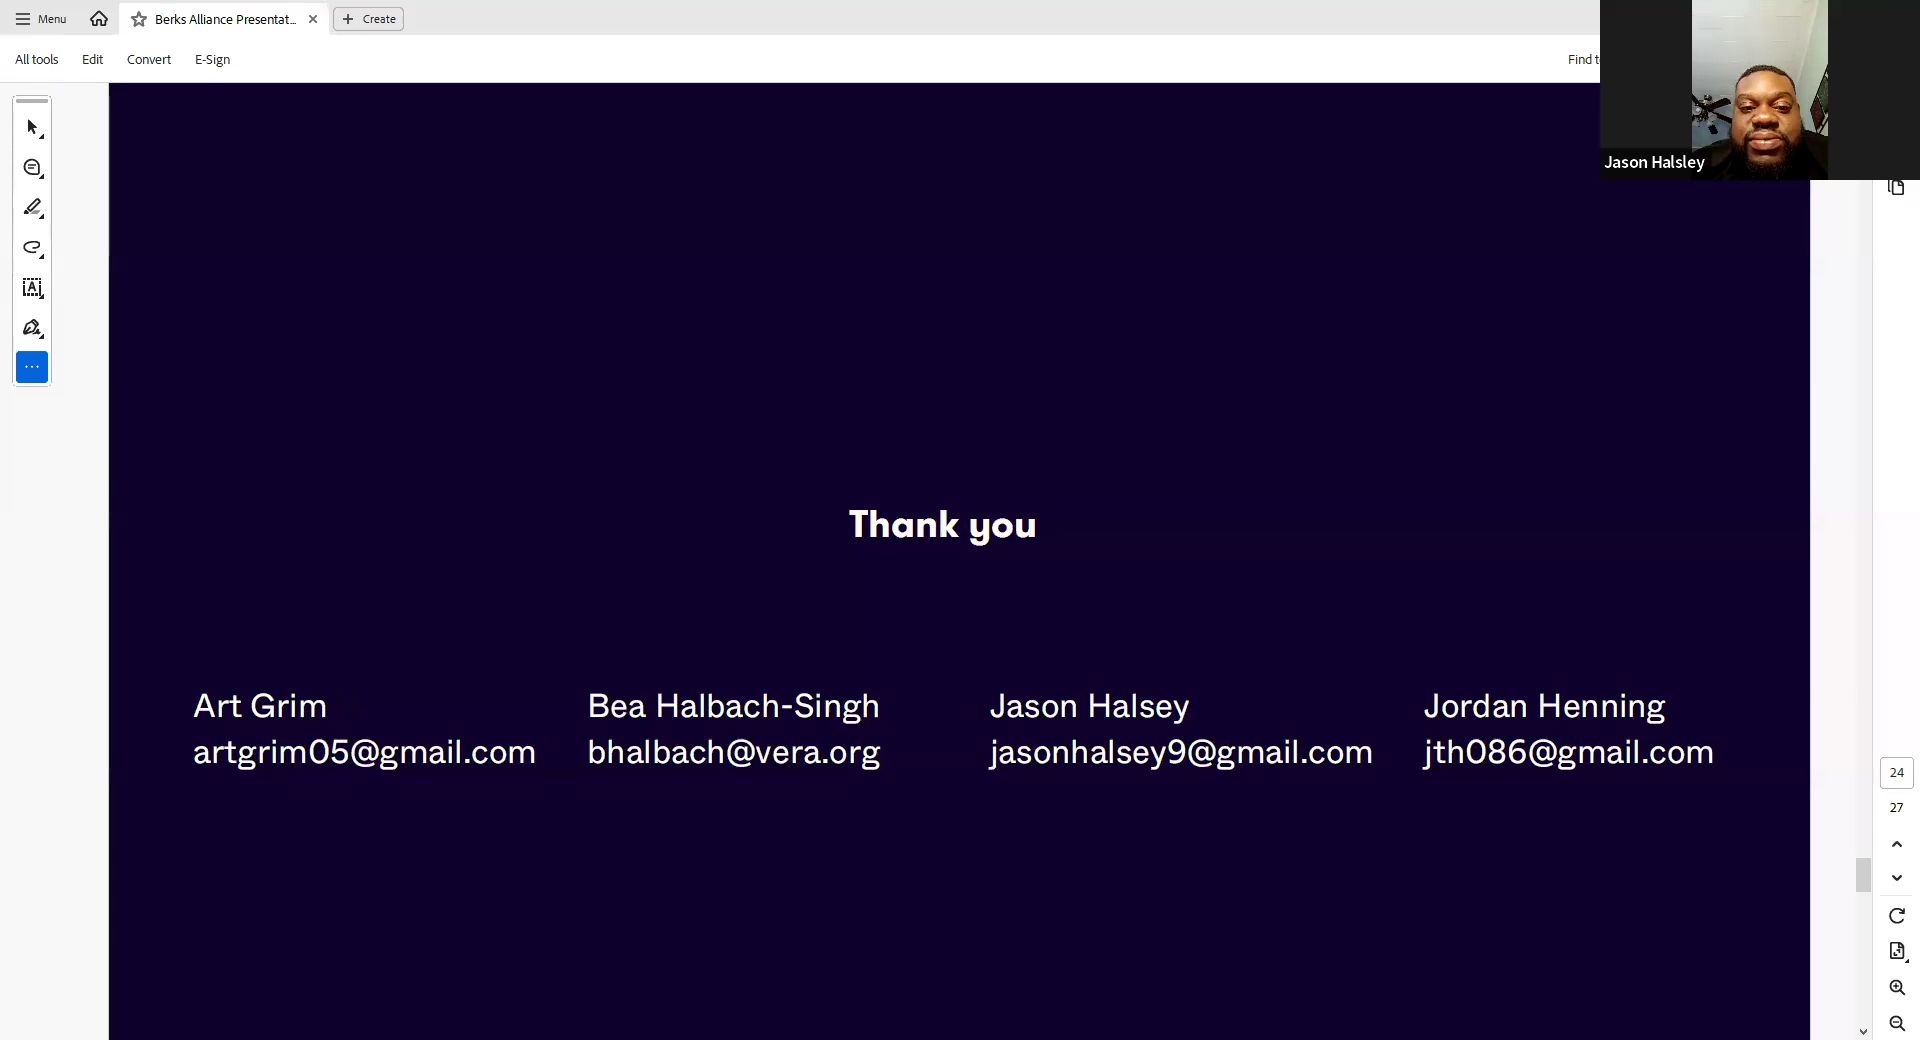 Menu
Berks Alliance Presentat...
Create
All tools
Edit
Convert
E-Sign
Find t
Jason Halsley
Thank you
Art Grim
artgrim05@gmail.com
Bea Halbach-Singh
bhalbach@vera.org
Jason Halsey
jasonhalsey9@gmail.com
Jordan Henning
jth086@gmail.com
24
27